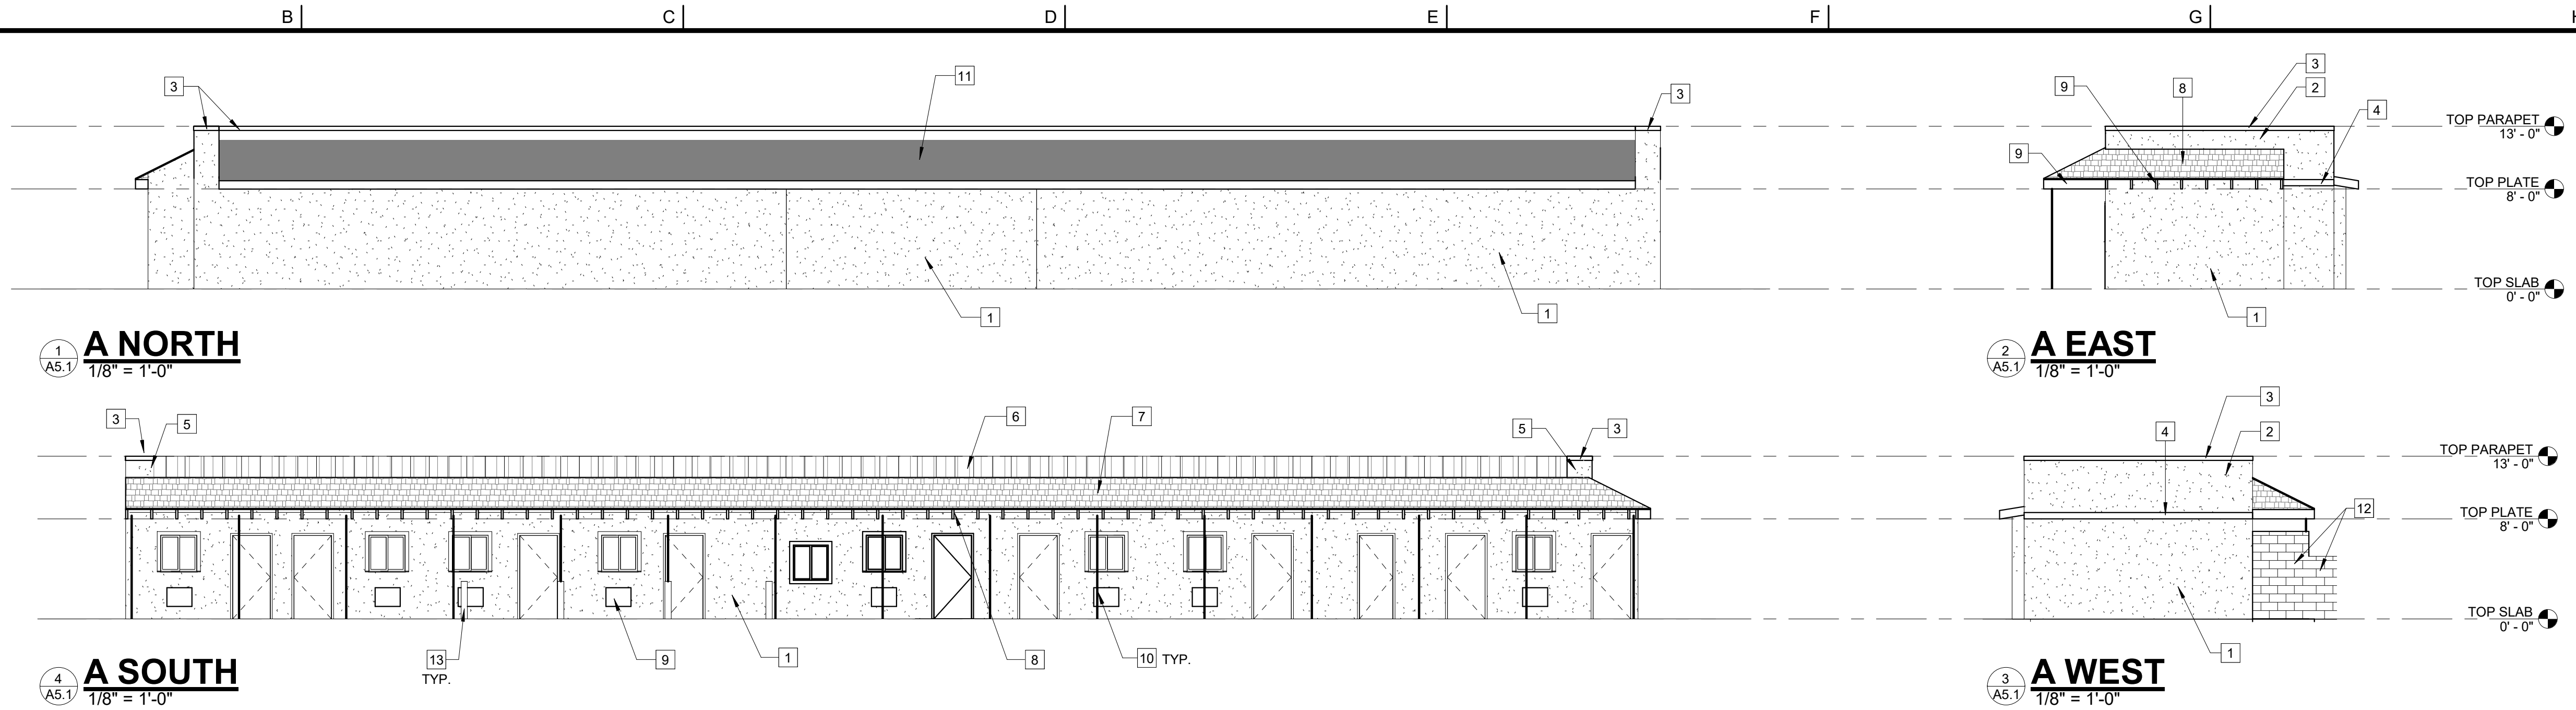 B
C
D
E
F
G
H
3
11
3
3
9
8
2
4
9
TOP PARAPET
13' - 0"
TOP PLATE
8' - 0"
TOP SLAB
0' - 0"
1
1
1
1
A5.1
A NORTH
1/8" = 1'-0"
2
A5.1
A EAST
1/8" = 1'-0"
3
5
6
7
5
3
3
4
2
12
TOP PARAPET
13' - 0"
TOP PLATE
8' - 0"
TOP SLAB
0' - 0"
13
TYP.
9
1
8
10 TYP.
1
4
A5.1
A SOUTH
1/8" = 1'-0"
3
A5.1
A WEST
1/8" = 1'-0"